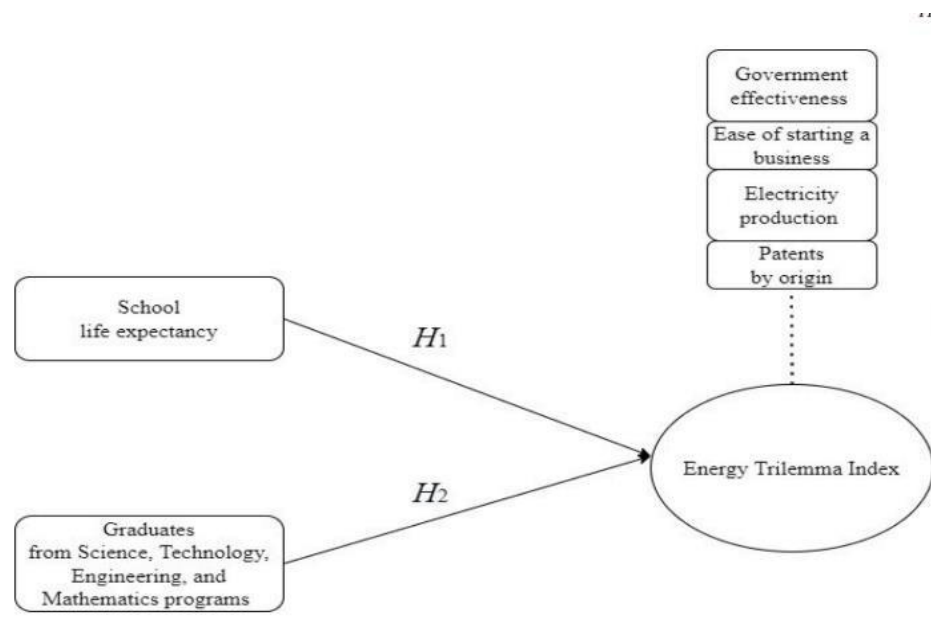 Government
effectiveness
Ease of starting a
business
Electricity
production
Patents
by origin
School
life expectancy
H1
Energy Trilemma Index
H2
Graduates
from Science, Technology,
Engineering, and
Mathematics programs